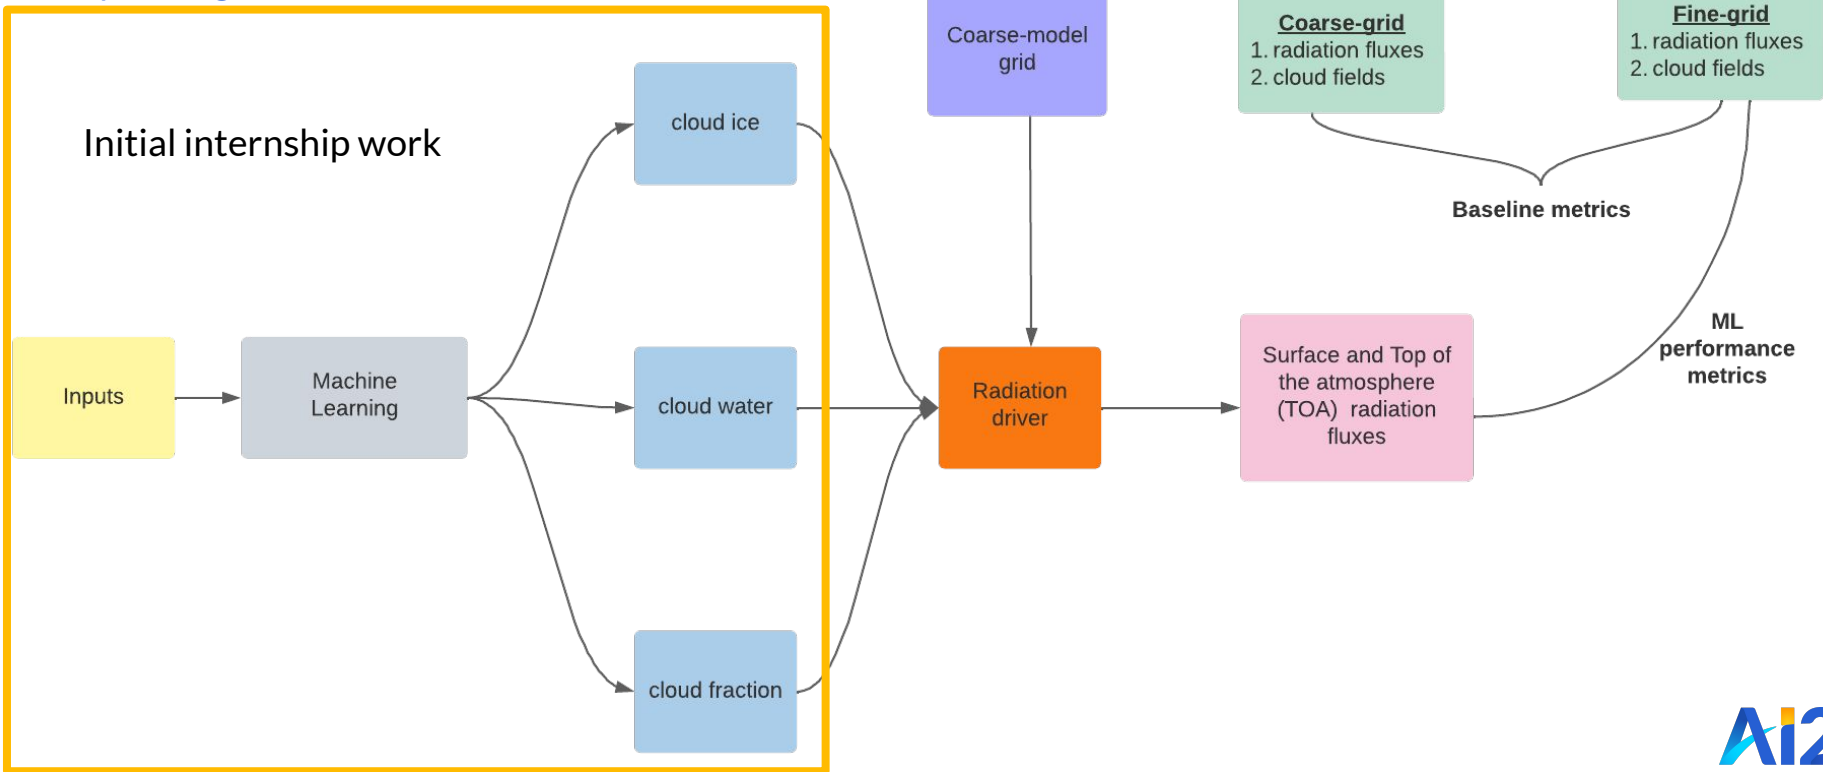 Initial internship work
Inputs
Machine
Learning
cloud ice
cloud water
cloud fraction
Coarse-model
grid
Radiation
driver
Coarse-grid
1. radiation fluxes
2. cloud fields
Fine-grid
1. radiation fluxes
2. cloud fields
Baseline metrics
Surface and Top of
the atmosphere
(TOA) radiation
fluxes
ML
performance
metrics
Ai2